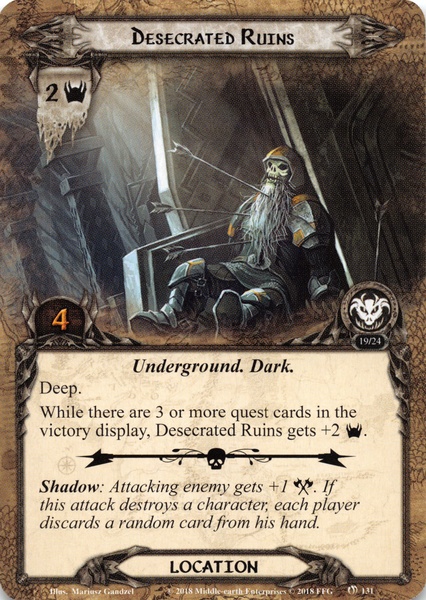 Desecrated Ruins
2
4
19/24
Underground. Dark.
Deep.
While there are 3 or more quest cards in the
victory display, Desecrated Ruins gets +2 .
Shadow: Attacking enemy gets +1 . If
this attack destroys a character, each player
discards a random card from his hand.
LOCATION
Illus. Mariusz Gandzel © 2018 Middle-earth Enterprises © 2018 FFG 131